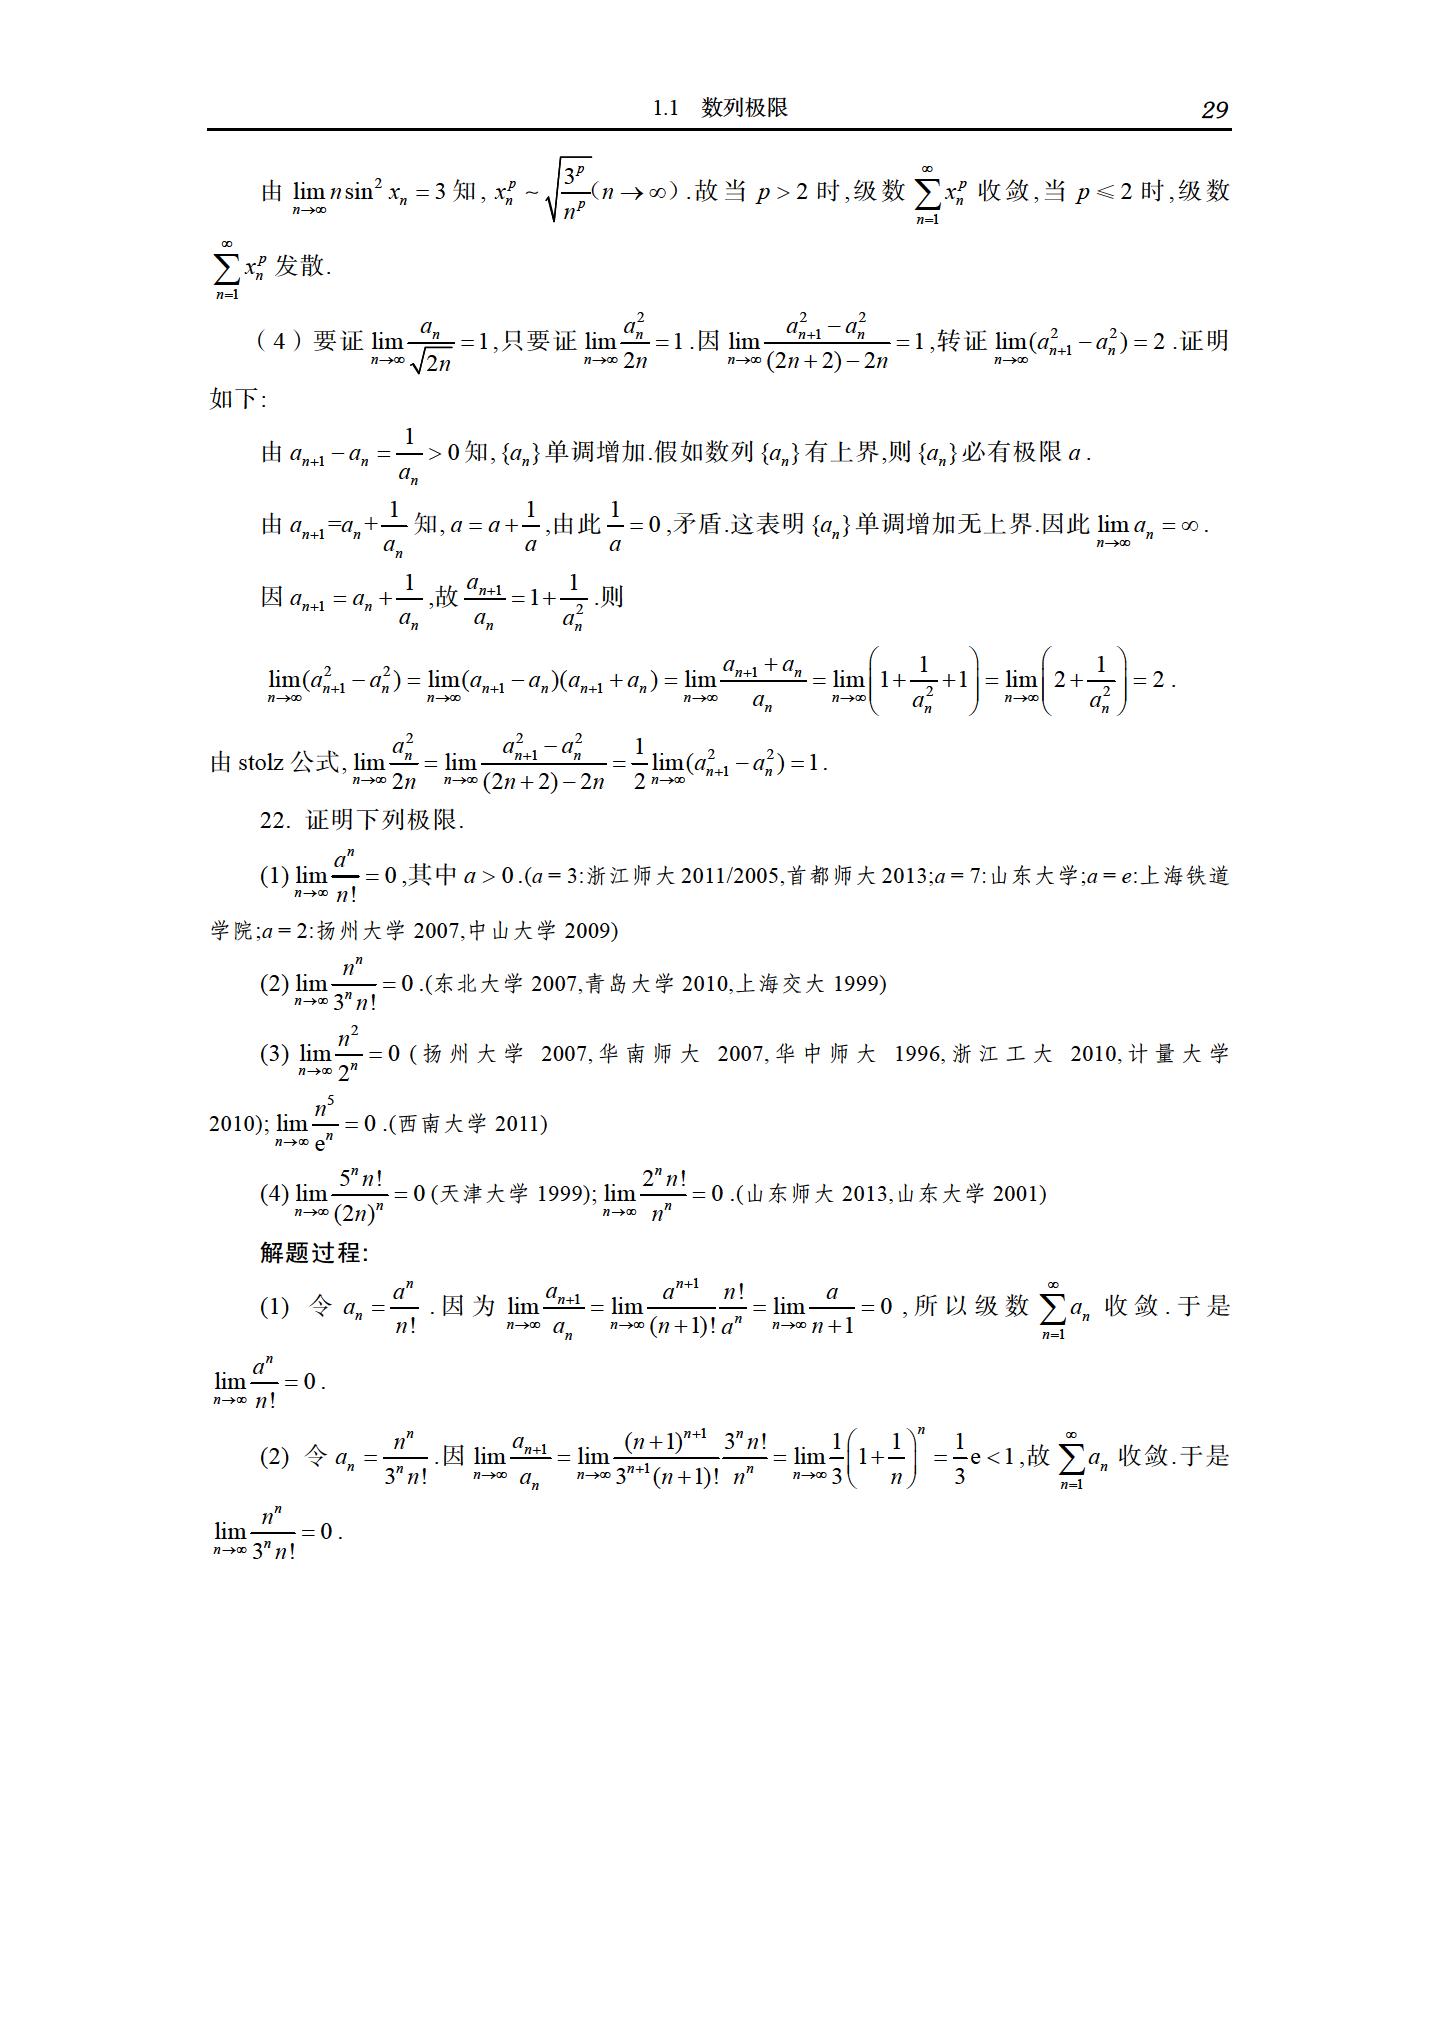 1.1 数列极限 29
由 $\lim_{n\to\infty} n\sin^2 x_n = 3$ 知, $x_n^p \sim \sqrt{\frac{3^p}{n^p}}$ ($n\to\infty$).故当 $p>2$ 时,级数 $\sum_{n=1}^{\infty} x_n^p$ 收敛,当 $p\leqslant 2$ 时,级数
$\sum_{n=1}^{\infty} x_n^p$ 发散.
(4)要证 $\lim_{n\to\infty}\frac{a_n}{\sqrt{2n}}=1$,只要证 $\lim_{n\to\infty}\frac{a_n^2}{2n}=1$.因 $\lim_{n\to\infty}\frac{a_{n+1}^2-a_n^2}{(2n+2)-2n}=1$,转证 $\lim_{n\to\infty}(a_{n+1}^2-a_n^2)=2$.证明
如下:
由 $a_{n+1}-a_n=\frac{1}{a_n}>0$ 知,$\{a_n\}$ 单调增加.假如数列 $\{a_n\}$ 有上界,则 $\{a_n\}$ 必有极限 $a$.
由 $a_{n+1}=a_n+\frac{1}{a_n}$ 知, $a=a+\frac{1}{a}$,由此 $\frac{1}{a}=0$,矛盾.这表明 $\{a_n\}$ 单调增加无上界.因此 $\lim_{n\to\infty}a_n=\infty$.
因 $a_{n+1}=a_n+\frac{1}{a_n}$,故 $\frac{a_{n+1}}{a_n}=1+\frac{1}{a_n^2}$.则
$\lim_{n\to\infty}(a_{n+1}^2-a_n^2)=\lim_{n\to\infty}(a_{n+1}-a_n)(a_{n+1}+a_n)=\lim_{n\to\infty}\frac{a_{n+1}+a_n}{a_n}=\lim_{n\to\infty}\left(1+\frac{1}{a_n^2}+1\right)=\lim_{n\to\infty}\left(2+\frac{1}{a_n^2}\right)=2$.
由 stolz 公式, $\lim_{n\to\infty}\frac{a_n^2}{2n}=\lim_{n\to\infty}\frac{a_{n+1}^2-a_n^2}{(2n+2)-2n}=\frac{1}{2}\lim_{n\to\infty}(a_{n+1}^2-a_n^2)=1$.
22. 证明下列极限.
(1) $\lim_{n\to\infty}\frac{a^n}{n!}=0$,其中 $a>0$.(a = 3:浙江师大 2011/2005,首都师大 2013;a = 7:山东大学;a = e:上海铁道
学院;a = 2:扬州大学 2007,中山大学 2009)
(2) $\lim_{n\to\infty}\frac{n^n}{3^n n!}=0$.(东北大学 2007,青岛大学 2010,上海交大 1999)
(3) $\lim_{n\to\infty}\frac{n^2}{2^n}=0$ (扬州大学 2007,华南师大 2007,华中师大 1996,浙江工大 2010,计量大学
2010); $\lim_{n\to\infty}\frac{n^5}{\mathrm{e}^n}=0$.(西南大学 2011)
(4) $\lim_{n\to\infty}\frac{5^n n!}{(2n)^n}=0$ (天津大学 1999); $\lim_{n\to\infty}\frac{2^n n!}{n^n}=0$.(山东师大 2013,山东大学 2001)
解题过程:
(1) 令 $a_n=\frac{a^n}{n!}$.因为 $\lim_{n\to\infty}\frac{a_{n+1}}{a_n}=\lim_{n\to\infty}\frac{a^{n+1}}{(n+1)!}\frac{n!}{a^n}=\lim_{n\to\infty}\frac{a}{n+1}=0$,所以级数 $\sum_{n=1}^{\infty}a_n$ 收敛.于是
$\lim_{n\to\infty}\frac{a^n}{n!}=0$.
(2) 令 $a_n=\frac{n^n}{3^n n!}$.因 $\lim_{n\to\infty}\frac{a_{n+1}}{a_n}=\lim_{n\to\infty}\frac{(n+1)^{n+1}}{3^{n+1}(n+1)!}\frac{3^n n!}{n^n}=\lim_{n\to\infty}\frac{1}{3}\left(1+\frac{1}{n}\right)^n=\frac{1}{3}\mathrm{e}<1$,故 $\sum_{n=1}^{\infty}a_n$ 收敛.于是
$\lim_{n\to\infty}\frac{n^n}{3^n n!}=0$.